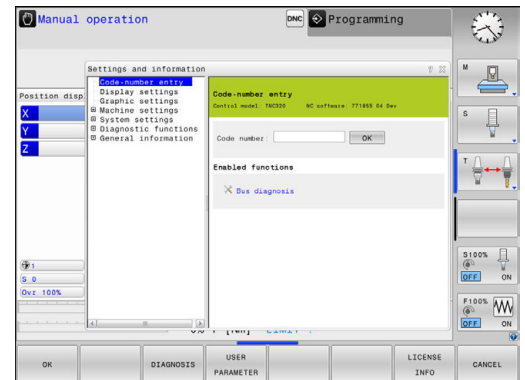 Manual operation
DNC
Programming
Settings and information
Code-number entry
Display settings
Graphic settings
Machine settings
System settings
Diagnostic functions
General information
Code-number entry
Control model: TNC320 NC software: 771855 04 Dev
Code number:
OK
Enabled functions
Bus diagnosis
Position disp
X
Y
Z
1
S 0
Ovr 100%
M
S
T
S100%
OFF ON
F100%
OFF ON
OK
DIAGNOSIS
USER
PARAMETER
LICENSE
INFO
CANCEL